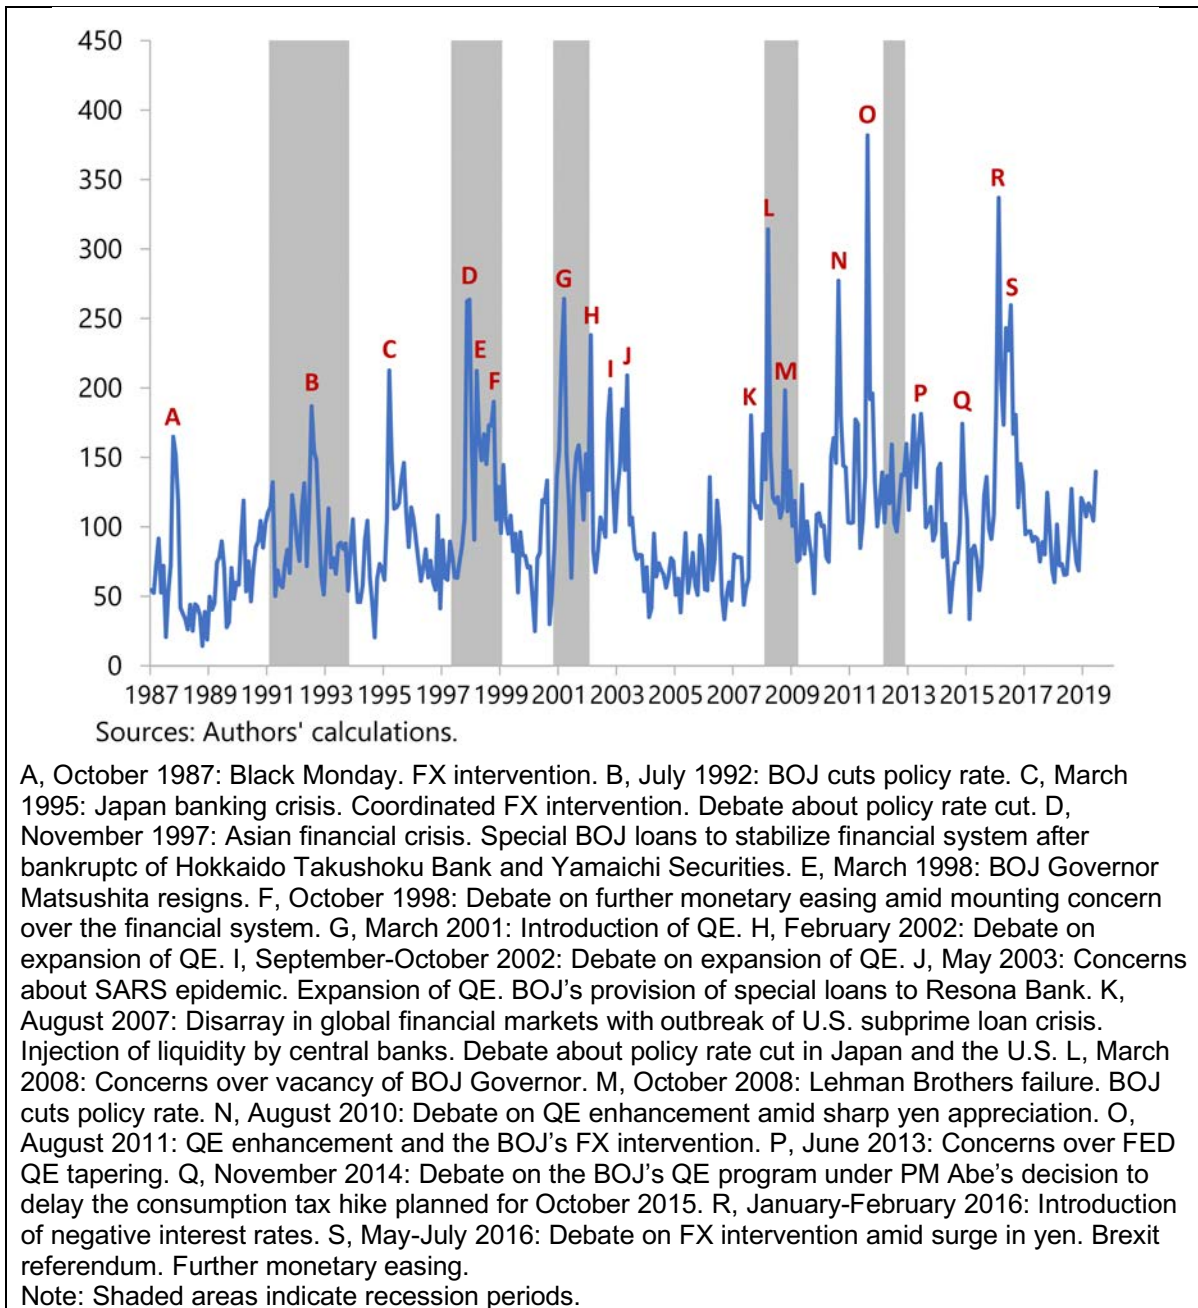 450
400
350
300
250
200
150
100
50
0
A
B
C
D
E
F
G
H
I
J
K
L
M
N
O
P
Q
R
S
1987 1989 1991 1993 1995 1997 1999 2001 2003 2005 2007 2009 2011 2013 2015 2017 2019
Sources: Authors' calculations.
A, October 1987: Black Monday. FX intervention. B, July 1992: BOJ cuts policy rate. C, March
1995: Japan banking crisis. Coordinated FX intervention. Debate about policy rate cut. D,
November 1997: Asian financial crisis. Special BOJ loans to stabilize financial system after
bankruptc of Hokkaido Takushoku Bank and Yamaichi Securities. E, March 1998: BOJ Governor
Matsushita resigns. F, October 1998: Debate on further monetary easing amid mounting concern
over the financial system. G, March 2001: Introduction of QE. H, February 2002: Debate on
expansion of QE. I, September-October 2002: Debate on expansion of QE. J, May 2003: Concerns
about SARS epidemic. Expansion of QE. BOJ’s provision of special loans to Resona Bank. K,
August 2007: Disarray in global financial markets with outbreak of U.S. subprime loan crisis.
Injection of liquidity by central banks. Debate about policy rate cut in Japan and the U.S. L, March
2008: Concerns over vacancy of BOJ Governor. M, October 2008: Lehman Brothers failure. BOJ
cuts policy rate. N, August 2010: Debate on QE enhancement amid sharp yen appreciation. O,
August 2011: QE enhancement and the BOJ’s FX intervention. P, June 2013: Concerns over FED
QE tapering. Q, November 2014: Debate on the BOJ’s QE program under PM Abe’s decision to
delay the consumption tax hike planned for October 2015. R, January-February 2016: Introduction
of negative interest rates. S, May-July 2016: Debate on FX intervention amid surge in yen. Brexit
referendum. Further monetary easing.
Note: Shaded areas indicate recession periods.